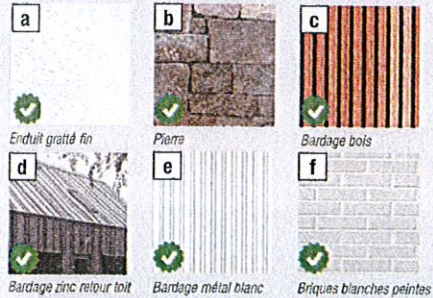 a b c
Enduit gratté fin Pierre Bardage bois
d e f
Bardage zinc retour toit Bardage métal blanc Briques blanches peintes